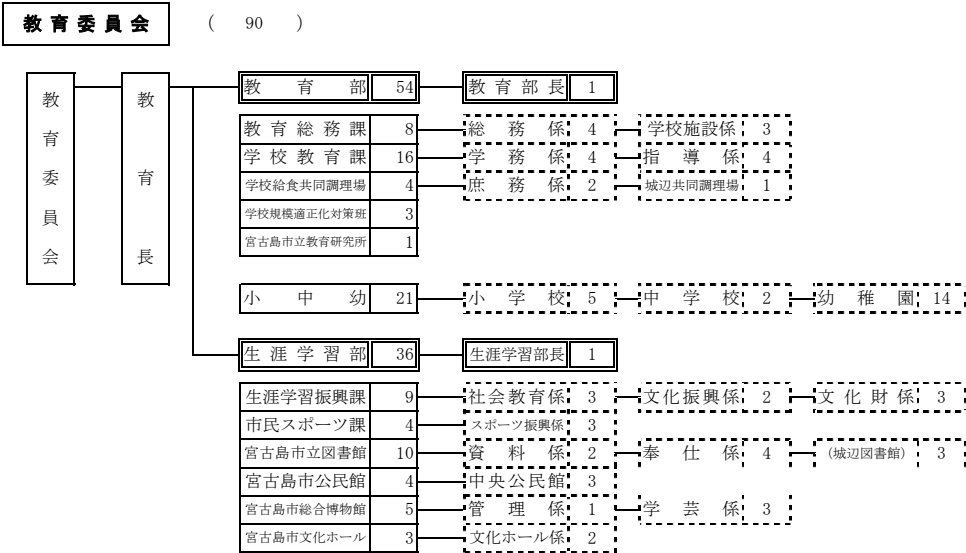 教育委員会 ( 90 )
教育委員会
教育長
教育部 54 教育部長 1
教育総務課 8 総務係 4 学校施設係 3
学校教育課 16 学務係 4 指導係 4
学校給食共同調理場 4 庶務係 2 城辺共同調理場 1
学校規模適正化対策班 3
宮古島市立教育研究所 1
小中幼 21 小学校 5 中学校 2 幼稚園 14
生涯学習部 36 生涯学習部長 1
生涯学習振興課 9 社会教育係 3 文化振興係 2 文化財係 3
市民スポーツ課 4 スポーツ振興係 3
宮古島市立図書館 10 資料係 2 奉仕係 4 (城辺図書館) 3
宮古島市公民館 4 中央公民館 3
宮古島市総合博物館 5 管理係 1 学芸係 3
宮古島市文化ホール 3 文化ホール係 2